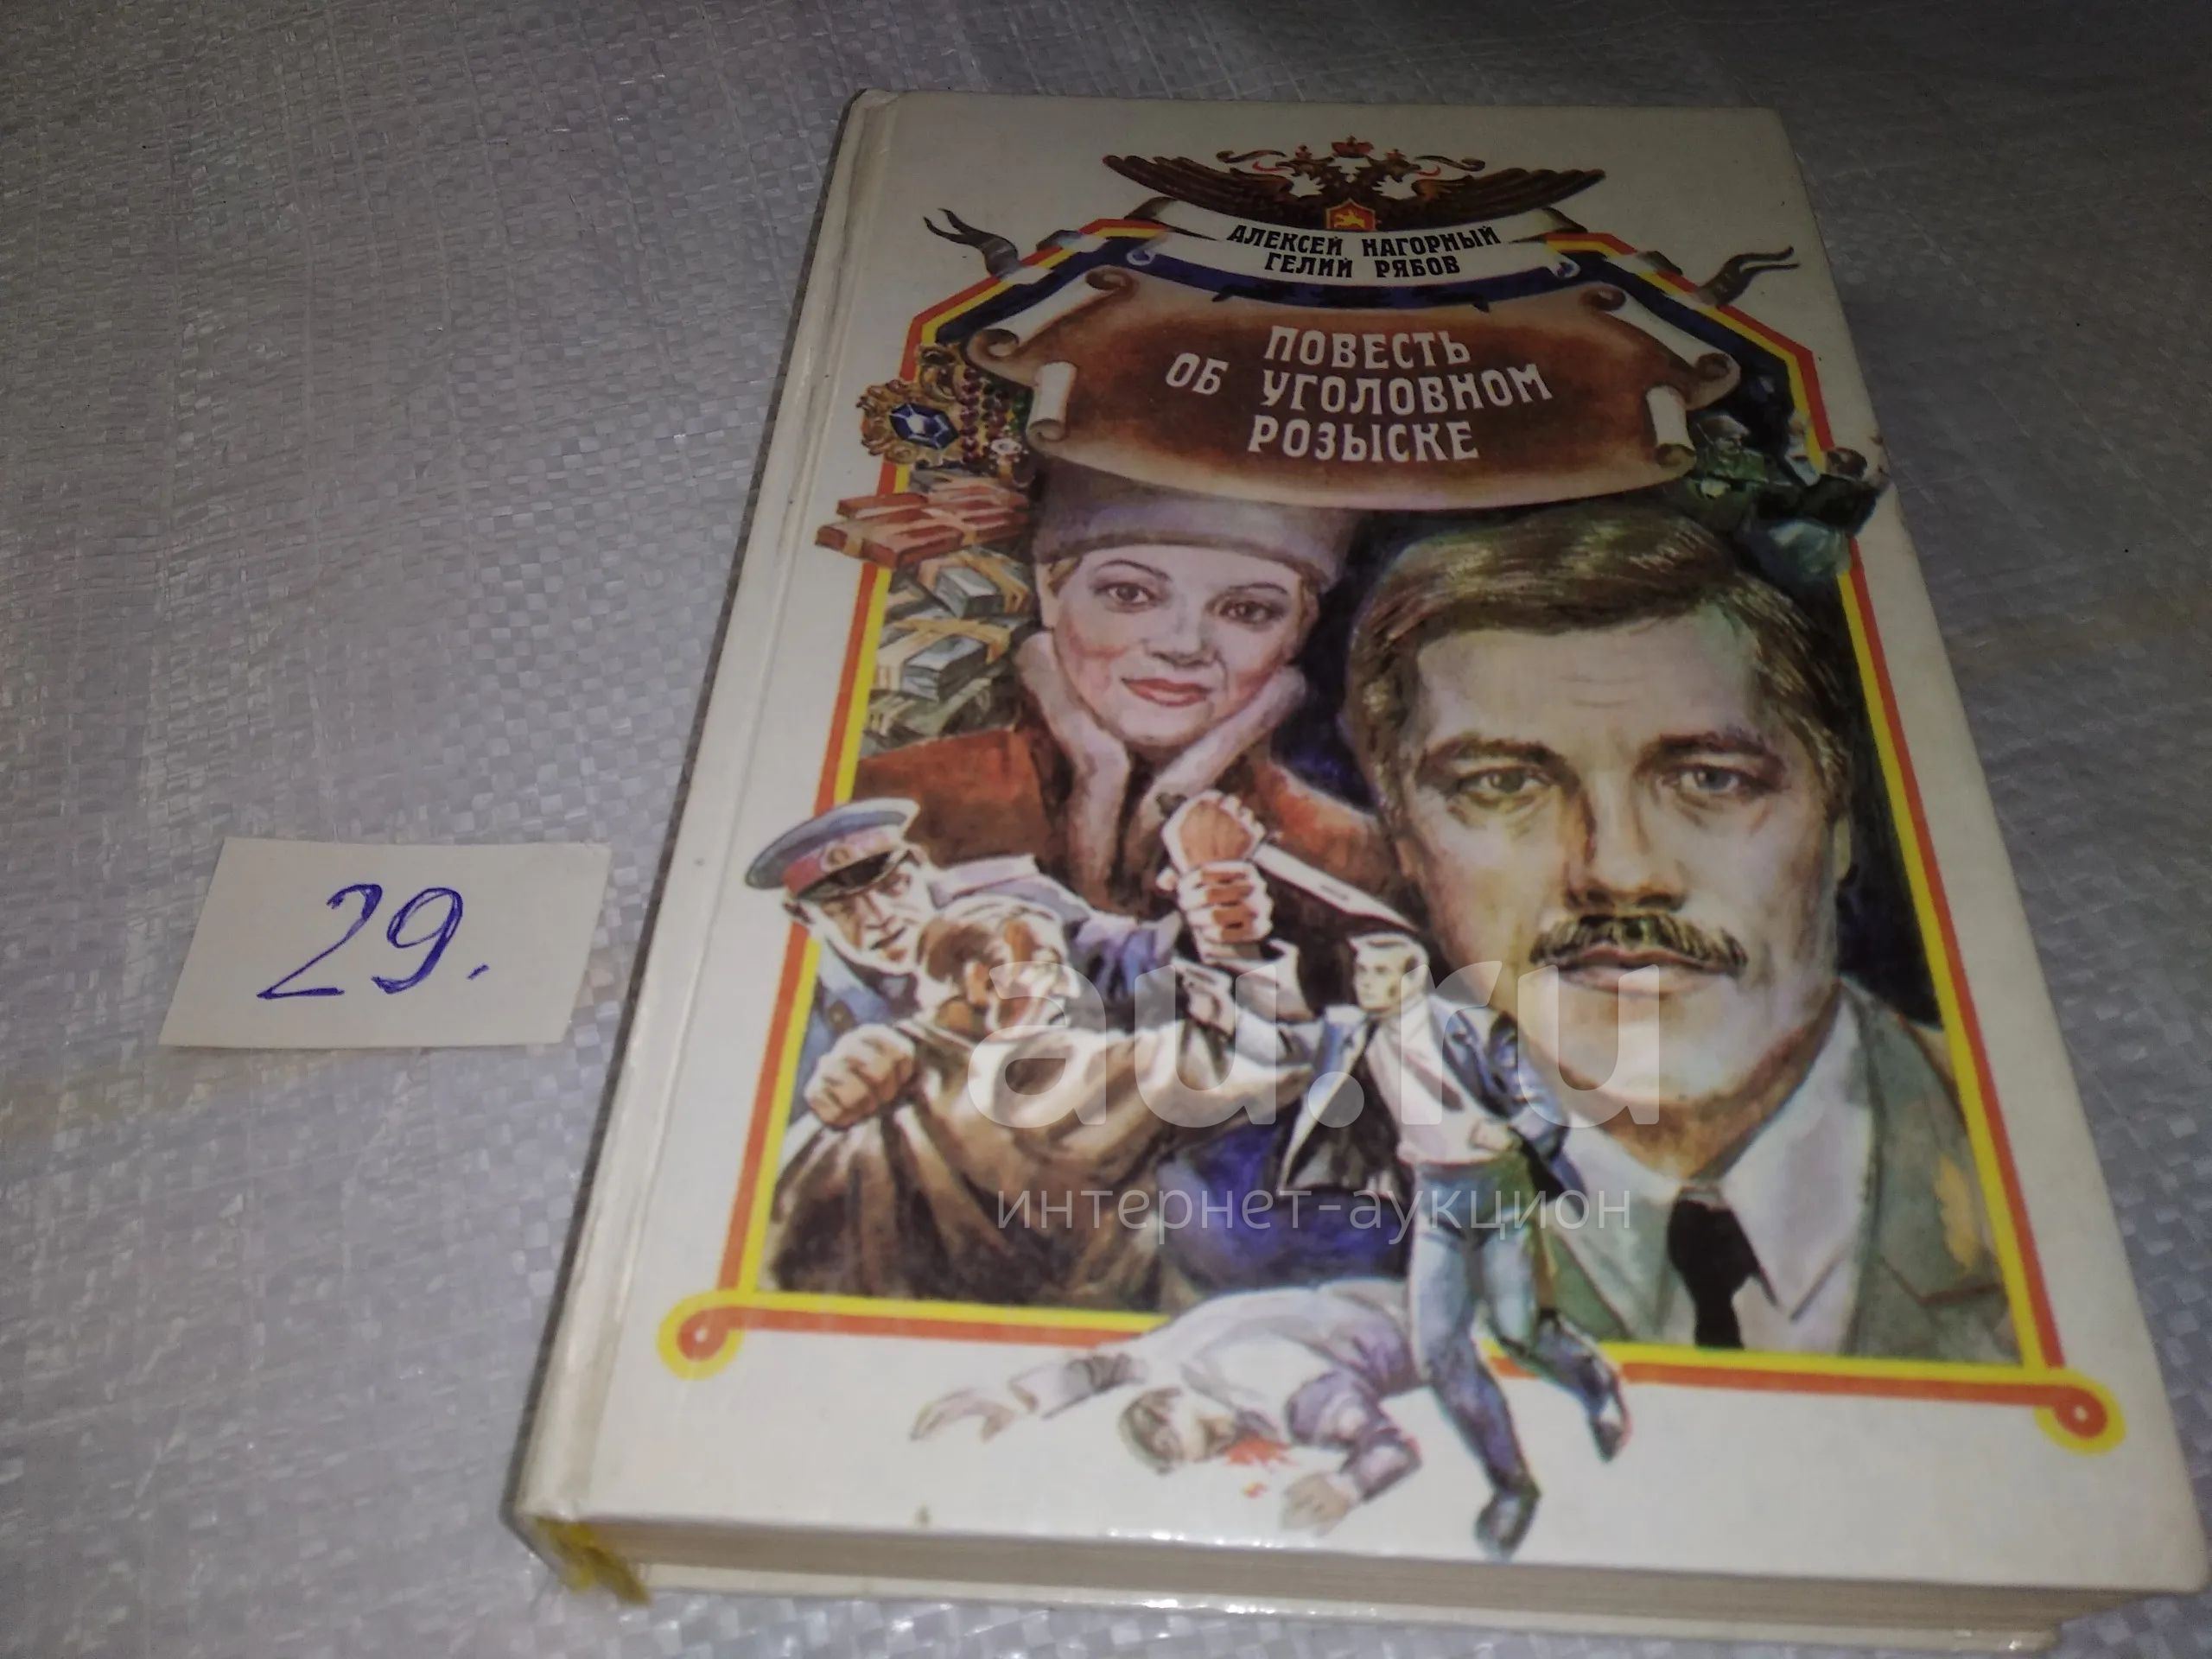 АЛЕКСЕЙ НАГОРНЫЙ
ГЕЛИЙ РЯБОВ
ПОВЕСТЬ
ОБ УГОЛОВНОМ
РОЗЫСКЕ
29.
au.ru
интернет-аукцион